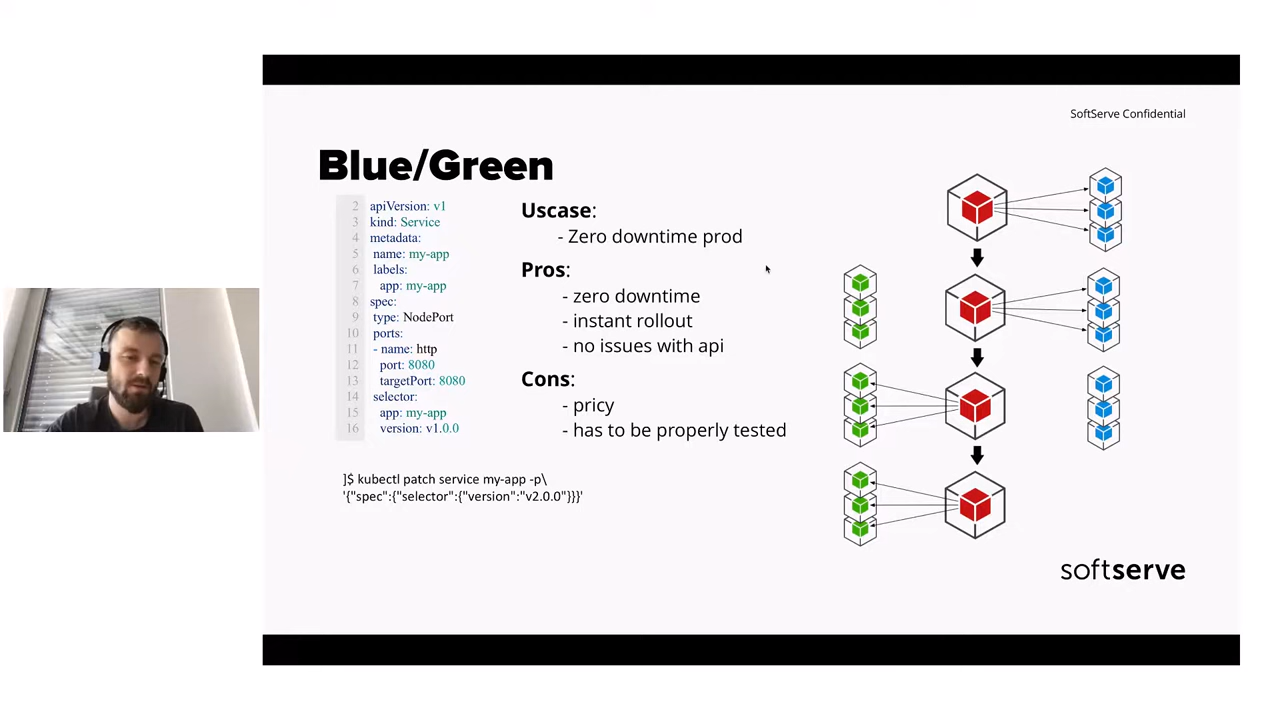 SoftServe Confidential
Blue/Green
2 apiVersion: v1
3 kind: Service
4 metadata:
5 name: my-app
6 labels:
7 app: my-app
8 spec:
9 type: NodePort
10 ports:
11 - name: http
12 port: 8080
13 targetPort: 8080
14 selector:
15 app: my-app
16 version: v1.0.0
]$ kubectl patch service my-app -p\
'{"spec":{"selector":{"version":"v2.0.0"}}}'
Uscase:
- Zero downtime prod
Pros:
- zero downtime
- instant rollout
- no issues with api
Cons:
- pricy
- has to be properly tested
softserve